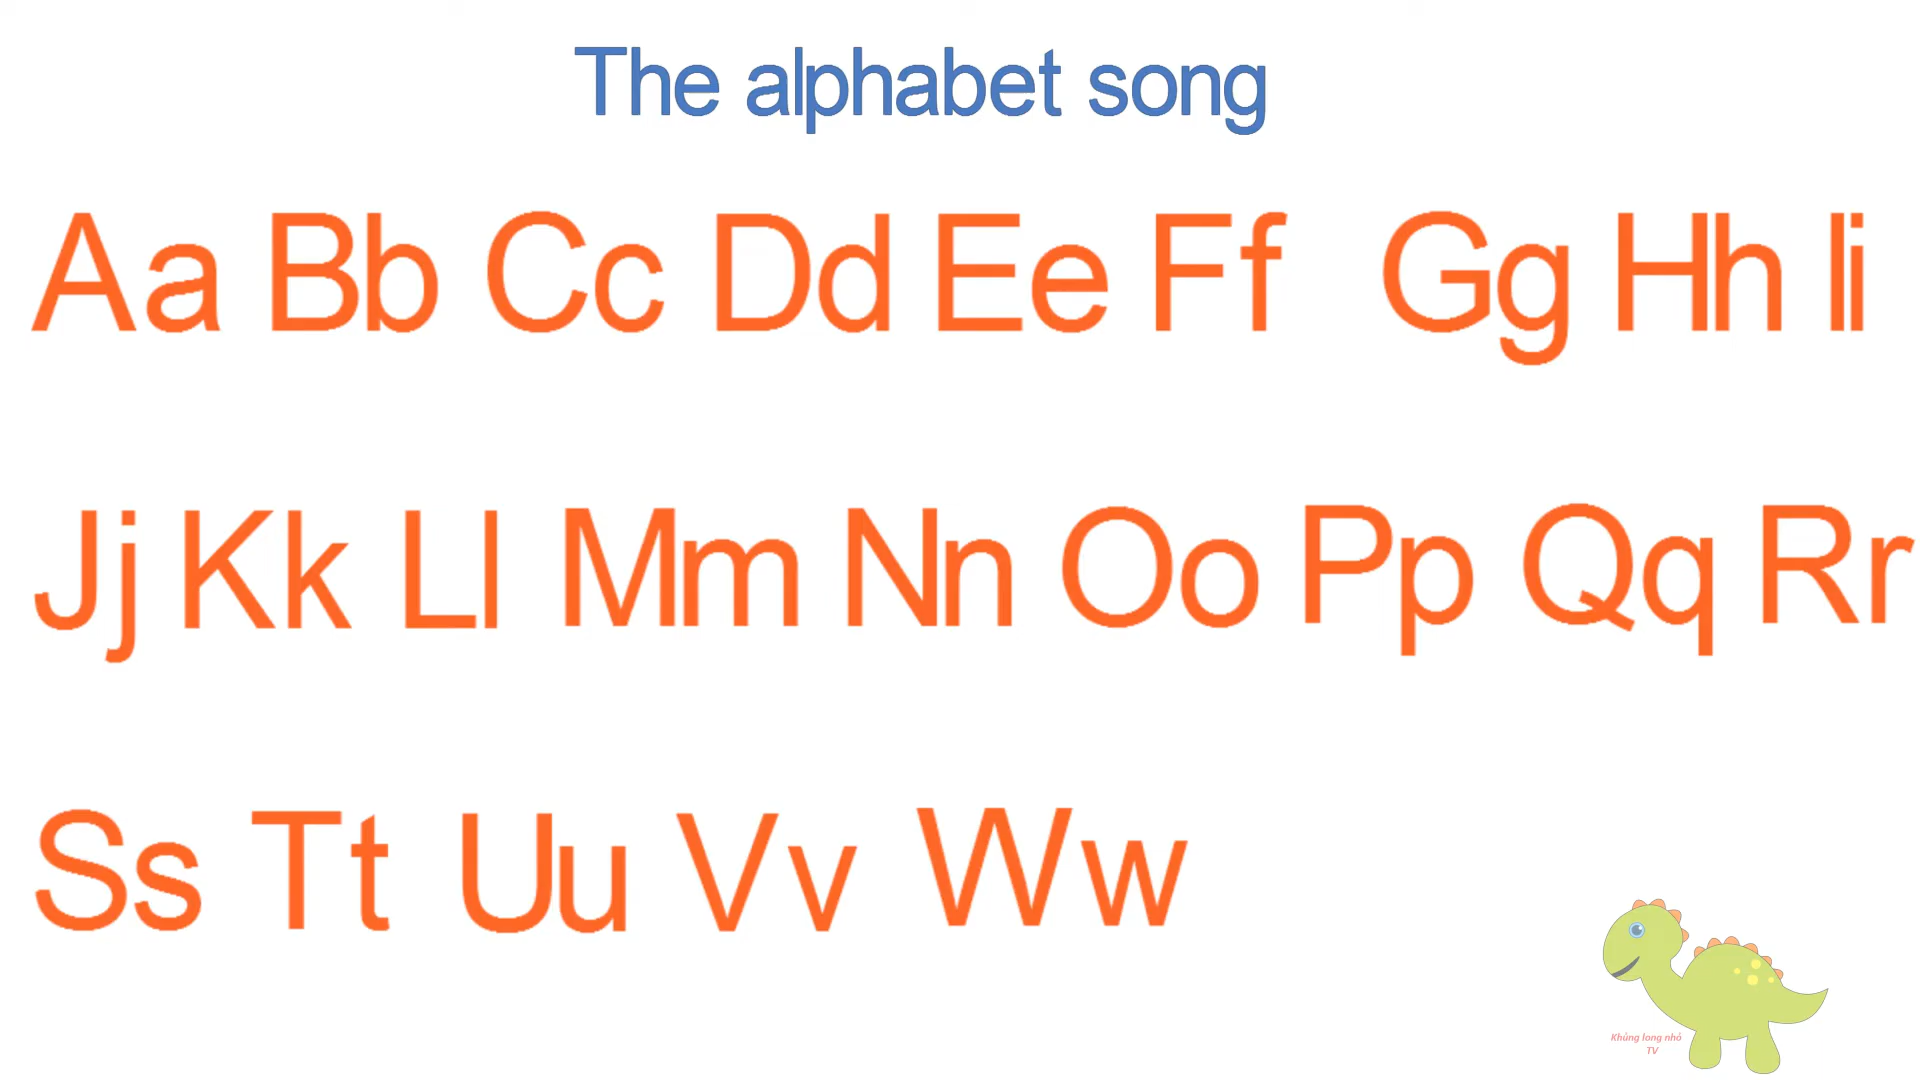 The alphabet song
Aa Bb Cc Dd Ee Ff Gg Hh Ii
Jj Kk Ll Mm Nn Oo Pp Qq Rr
Ss Tt Uu Vv Ww
Khủng long nhỏ
TV